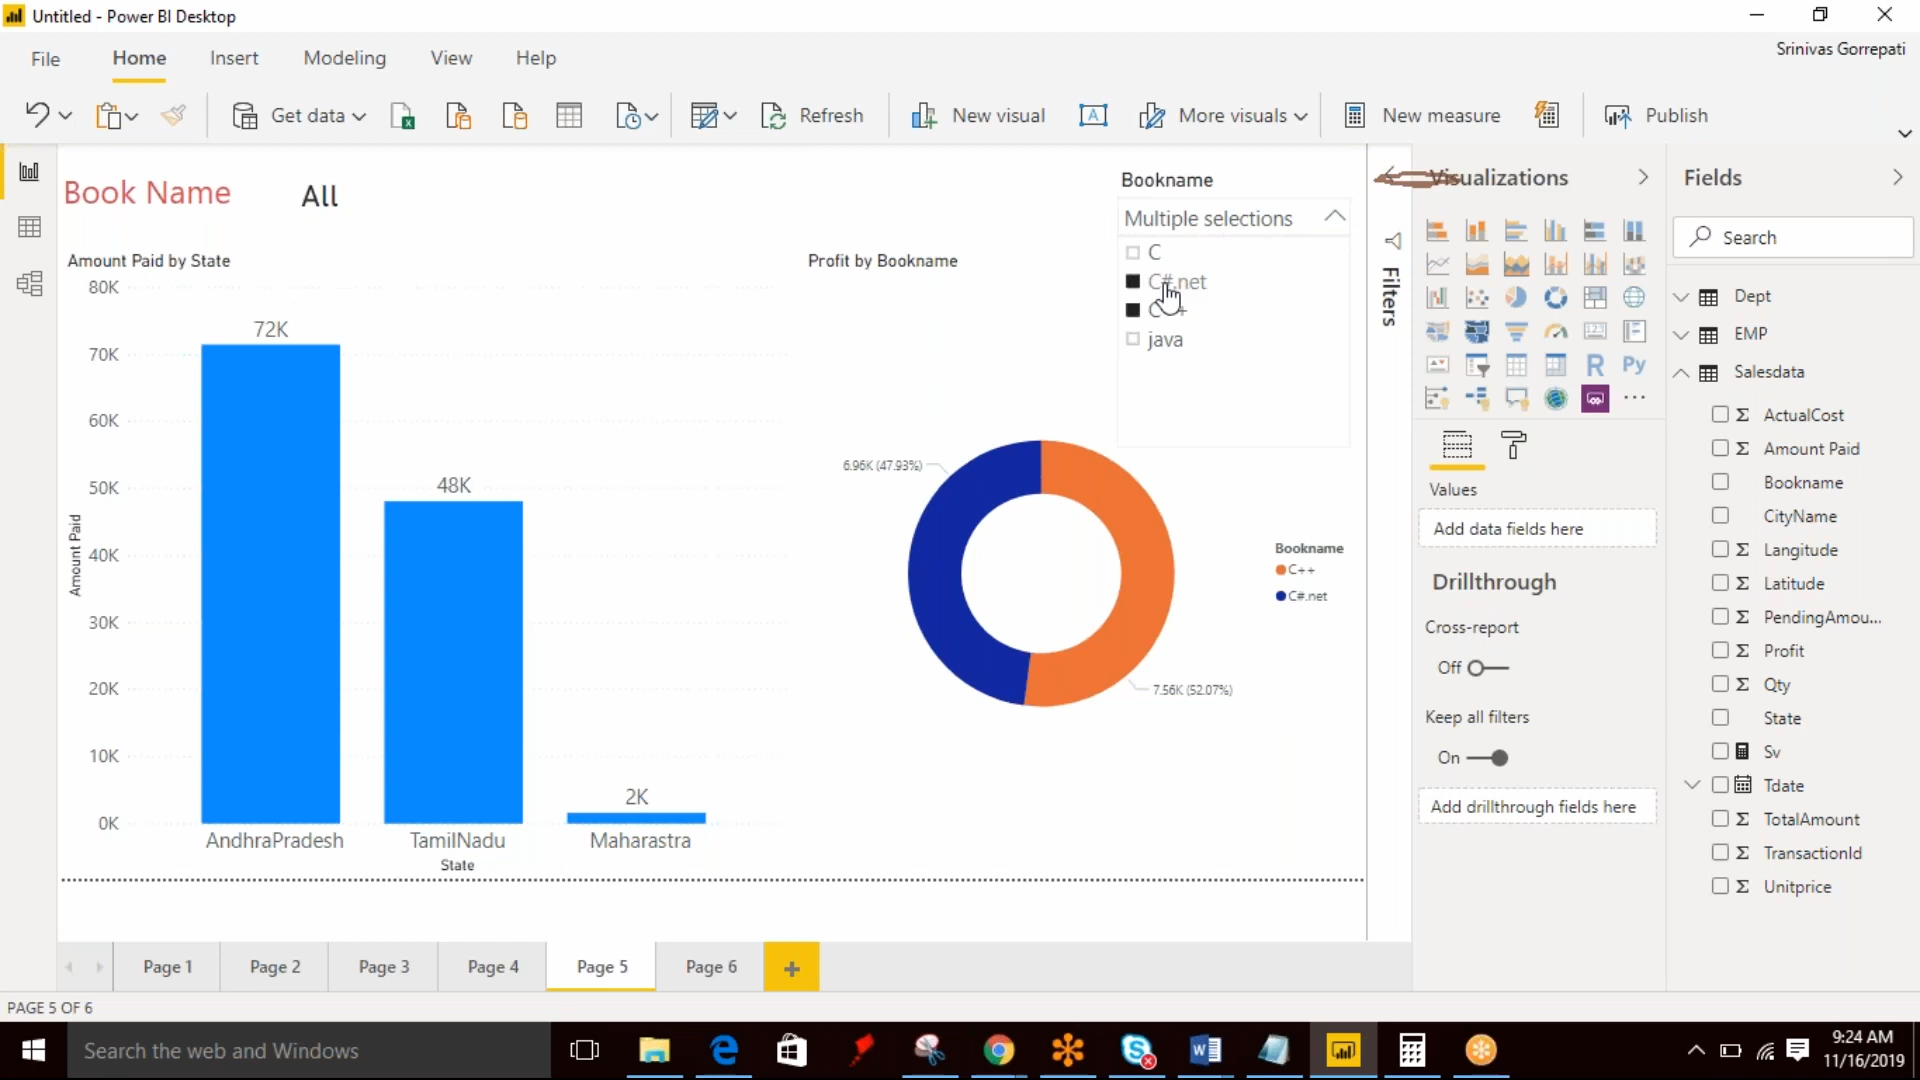 Untitled - Power BI Desktop
Srinivas Gorrepati
File Home Insert Modeling View Help
Get data Refresh New visual A More visuals New measure Publish
Book Name All
Amount Paid by State
80K
70K
60K
50K
40K
30K
20K
10K
0K
Amount Paid
72K
48K
2K
AndhraPradesh TamilNadu Maharastra
State
Profit by Bookname
6.96K (47.93%)
7.56K (52.07%)
Bookname
C++
C#.net
Bookname
Multiple selections
C
C#.net
java
Filters
Visualizations
R Py
Values
Add data fields here
Drillthrough
Cross-report
Off
Keep all filters
On
Add drillthrough fields here
Fields
Search
Dept
EMP
Salesdata
ActualCost
Amount Paid
Bookname
CityName
Langitude
Latitude
PendingAmou...
Profit
Qty
State
Sv
Tdate
TotalAmount
TransactionId
Unitprice
Page 1 Page 2 Page 3 Page 4 Page 5 Page 6 +
PAGE 5 OF 6
Search the web and Windows
9:24 AM
11/16/2019